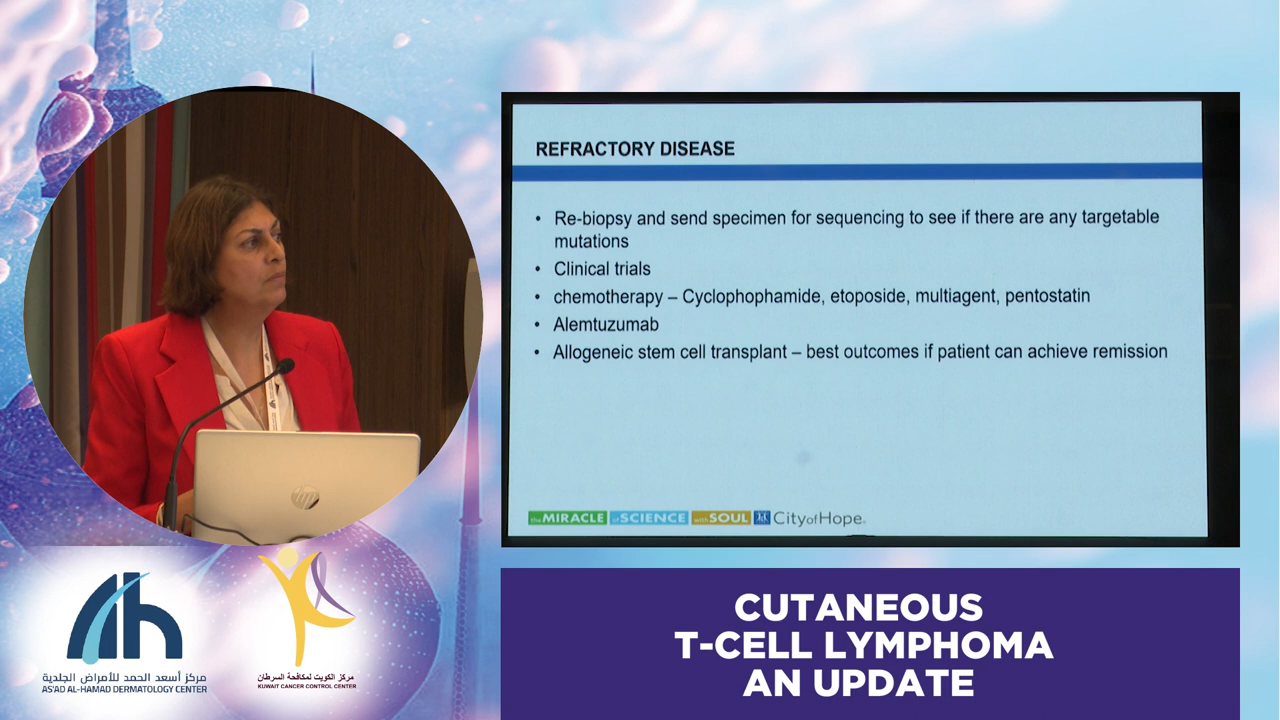 REFRACTORY DISEASE
• Re-biopsy and send specimen for sequencing to see if there are any targetable
mutations
• Clinical trials
• chemotherapy – Cyclophophamide, etoposide, multiagent, pentostatin
• Alemtuzumab
• Allogeneic stem cell transplant – best outcomes if patient can achieve remission
the MIRACLE of SCIENCE with SOUL CityofHope.
hp
مركز أسعد الحمد للأمراض الجلدية
AS'AD AL-HAMAD DERMATOLOGY CENTER
مركز الكويت لمكافحة السرطان
KUWAIT CANCER CONTROL CENTER
CUTANEOUS
T-CELL LYMPHOMA
AN UPDATE